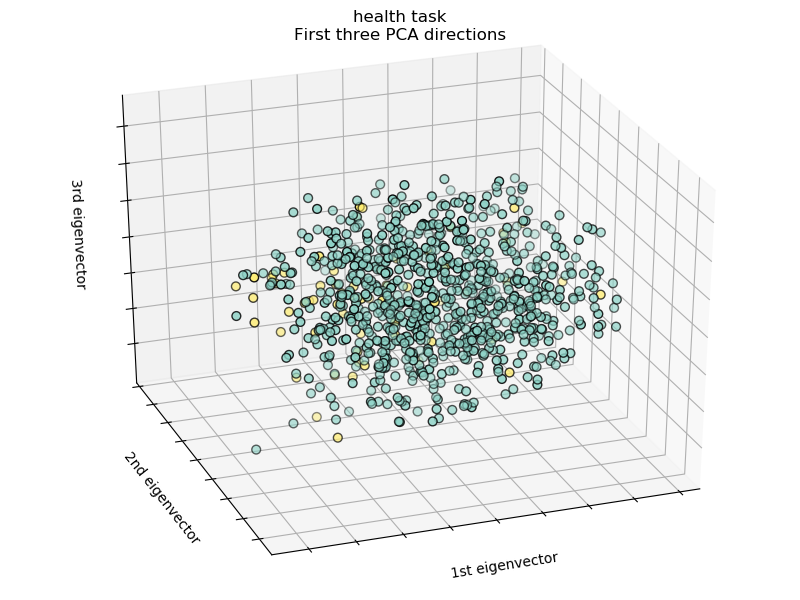 health task
First three PCA directions
3rd eigenvector
2nd eigenvector
1st eigenvector